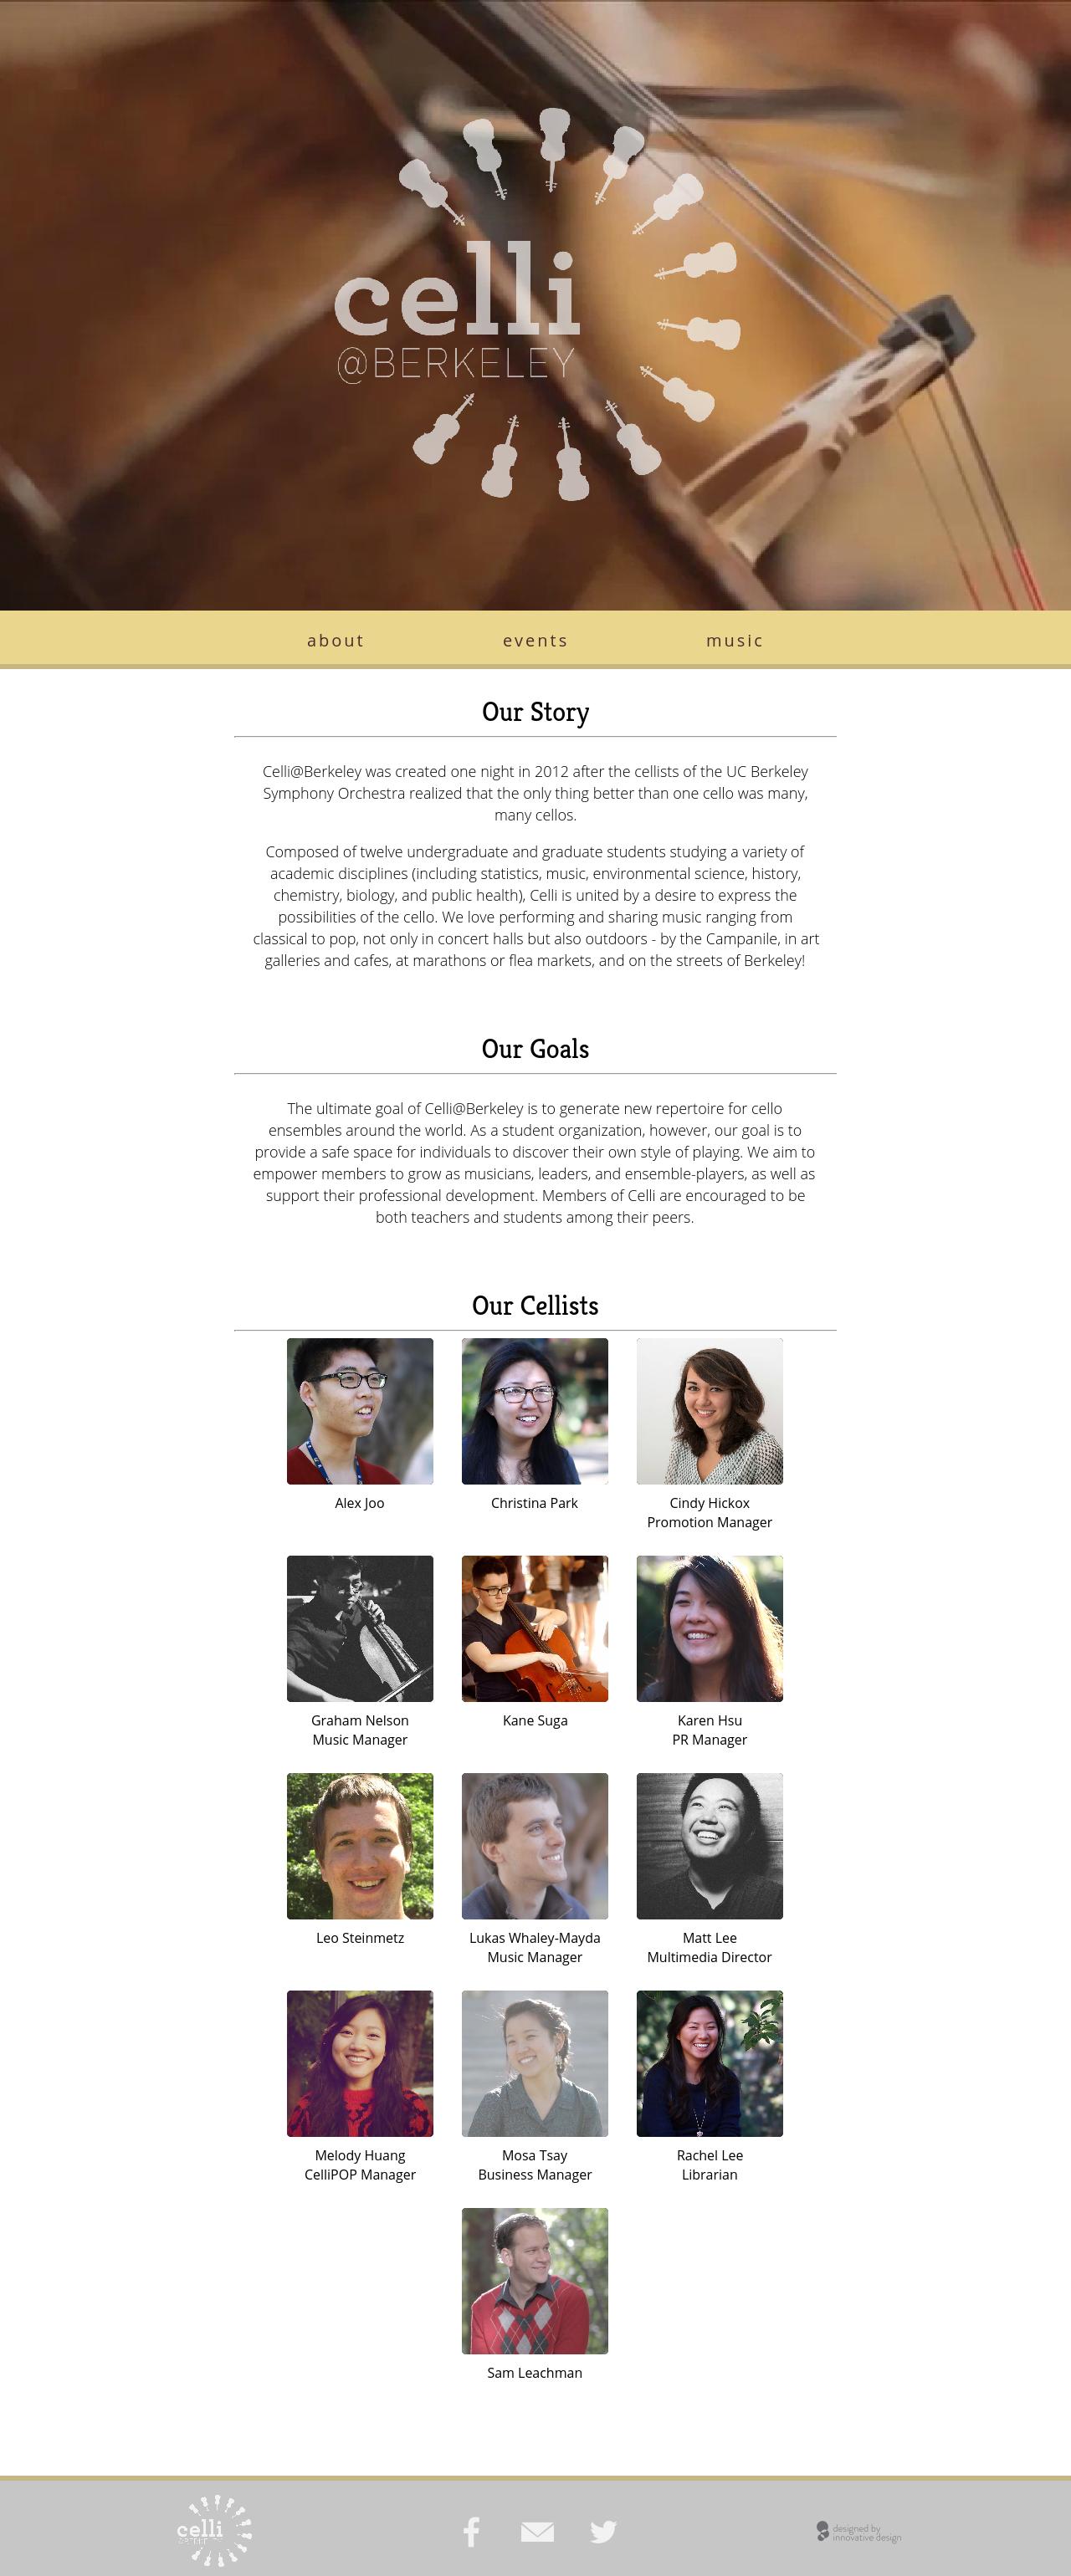 celli
@BERKELEY
about events music
Our Story
Celli@Berkeley was created one night in 2012 after the cellists of the UC Berkeley
Symphony Orchestra realized that the only thing better than one cello was many,
many cellos.
Composed of twelve undergraduate and graduate students studying a variety of
academic disciplines (including statistics, music, environmental science, history,
chemistry, biology, and public health), Celli is united by a desire to express the
possibilities of the cello. We love performing and sharing music ranging from
classical to pop, not only in concert halls but also outdoors - by the Campanile, in art
galleries and cafes, at marathons or flea markets, and on the streets of Berkeley!
Our Goals
The ultimate goal of Celli@Berkeley is to generate new repertoire for cello
ensembles around the world. As a student organization, however, our goal is to
provide a safe space for individuals to discover their own style of playing. We aim to
empower members to grow as musicians, leaders, and ensemble-players, as well as
support their professional development. Members of Celli are encouraged to be
both teachers and students among their peers.
Our Cellists
Alex Joo
Christina Park
Cindy Hickox
Promotion Manager
Graham Nelson
Music Manager
Kane Suga
Karen Hsu
PR Manager
Leo Steinmetz
Lukas Whaley-Mayda
Music Manager
Matt Lee
Multimedia Director
Melody Huang
CelliPOP Manager
Mosa Tsay
Business Manager
Rachel Lee
Librarian
Sam Leachman
celli
designed by
innovative design